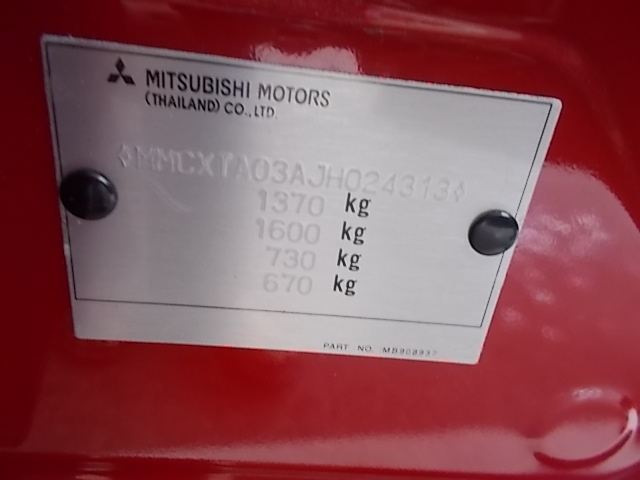 MITSUBISHI MOTORS
(THAILAND) CO., LTD.
◊MMCXTA03AJH024313◊
1370 kg
1600 kg
730 kg
670 kg
PART NO. MB908937